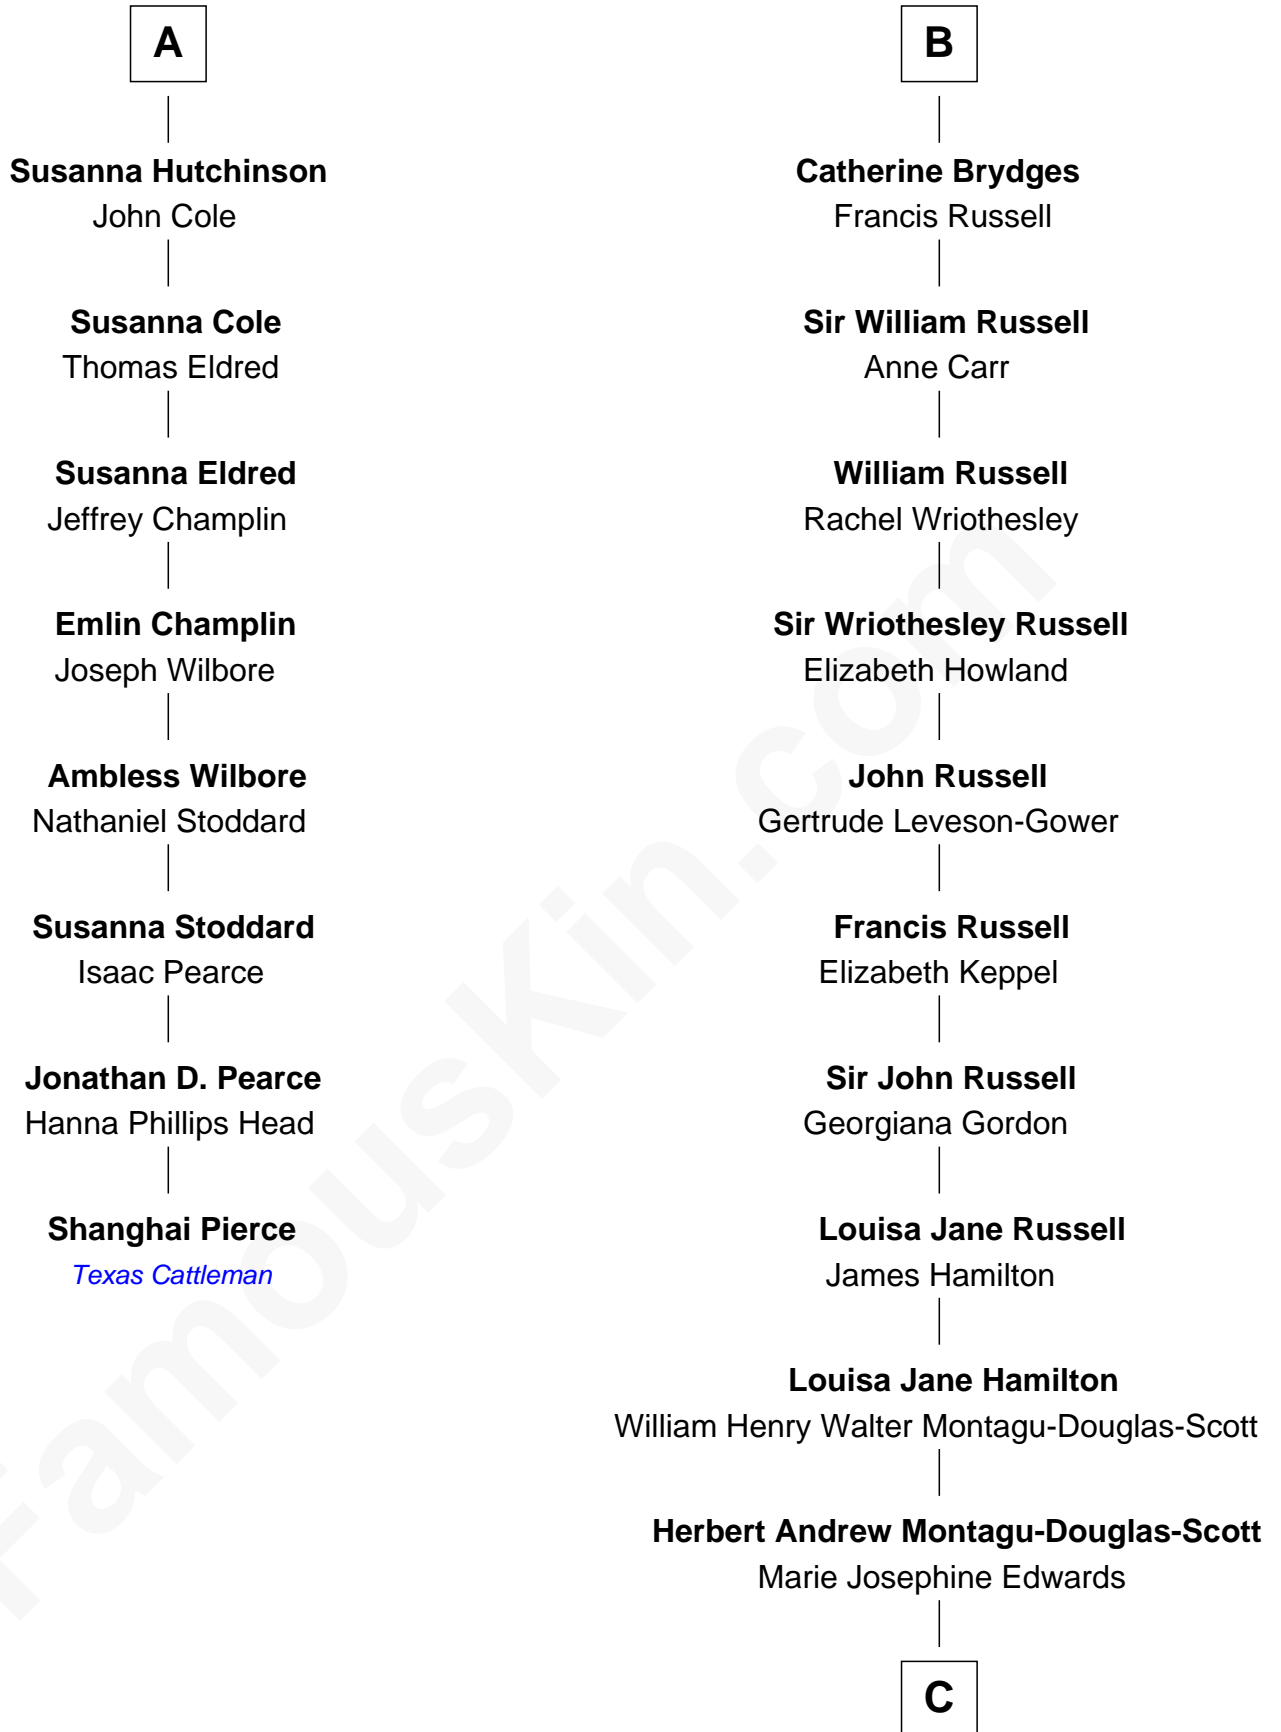 A
Susanna Hutchinson
John Cole
Susanna Cole
Thomas Eldred
Susanna Eldred
Jeffrey Champlin
Emlin Champlin
Joseph Wilbore
Ambless Wilbore
Nathaniel Stoddard
Susanna Stoddard
Isaac Pearce
Jonathan D. Pearce
Hanna Phillips Head
Shanghai Pierce
Texas Cattleman
B
Catherine Brydges
Francis Russell
Sir William Russell
Anne Carr
William Russell
Rachel Wriothesley
Sir Wriothesley Russell
Elizabeth Howland
John Russell
Gertrude Leveson-Gower
Francis Russell
Elizabeth Keppel
Sir John Russell
Georgiana Gordon
Louisa Jane Russell
James Hamilton
Louisa Jane Hamilton
William Henry Walter Montagu-Douglas-Scott
Herbert Andrew Montagu-Douglas-Scott
Marie Josephine Edwards
C
FamousKin.com